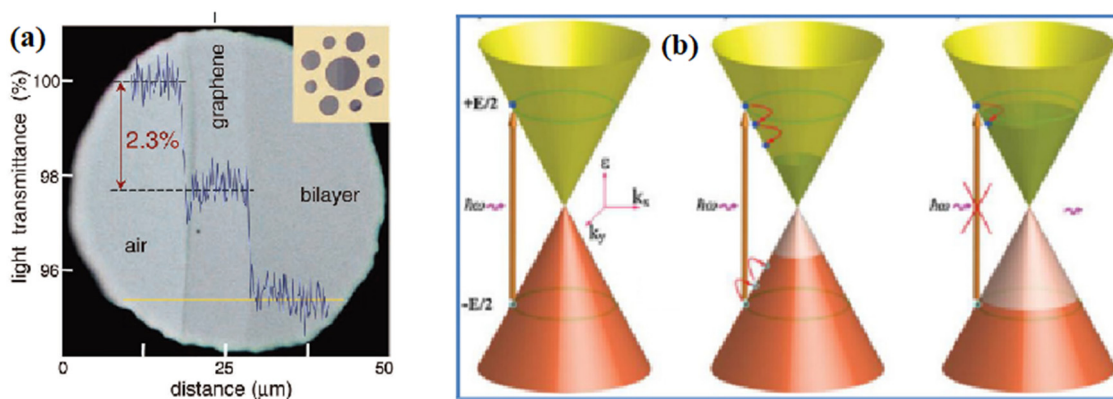 (a)
light transmittance (%)
100
98
96
2.3%
graphene
air
bilayer
0
25
50
distance (μm)
(b)
+E/2
-E/2
ħω
ε
kx
ky
ħω
ħω